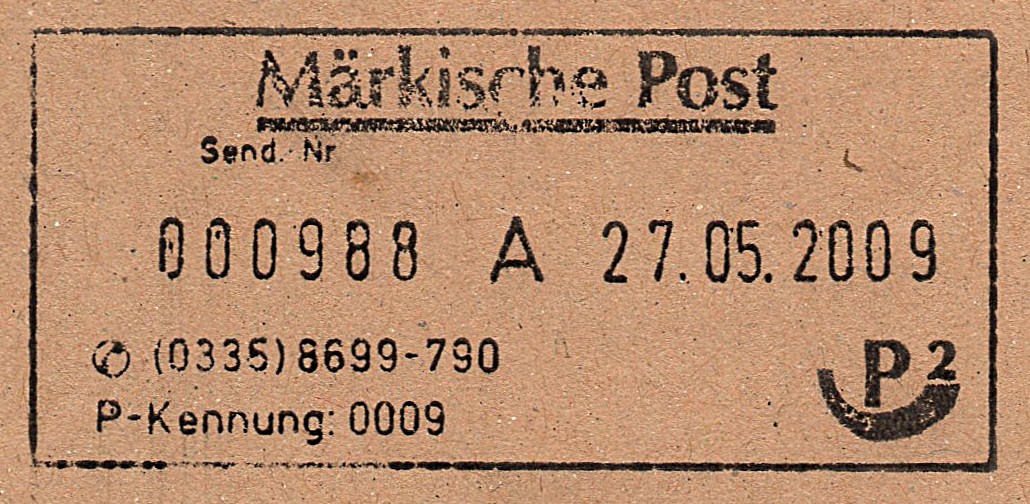 Märkische Post
Send.-Nr
000988 A 27.05.2009
(0335) 8699-790
P-Kennung: 0009
P2